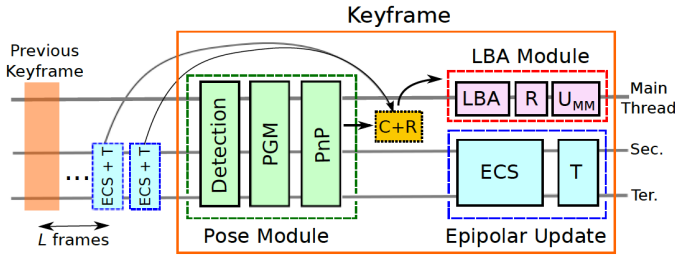 Keyframe
Previous
Keyframe
LBA Module
Main
Thread
LBA
R
U_MM
Detection
PGM
PnP
C+R
...
ECS + T
ECS + T
ECS
T
Sec.
Ter.
L frames
Pose Module
Epipolar Update